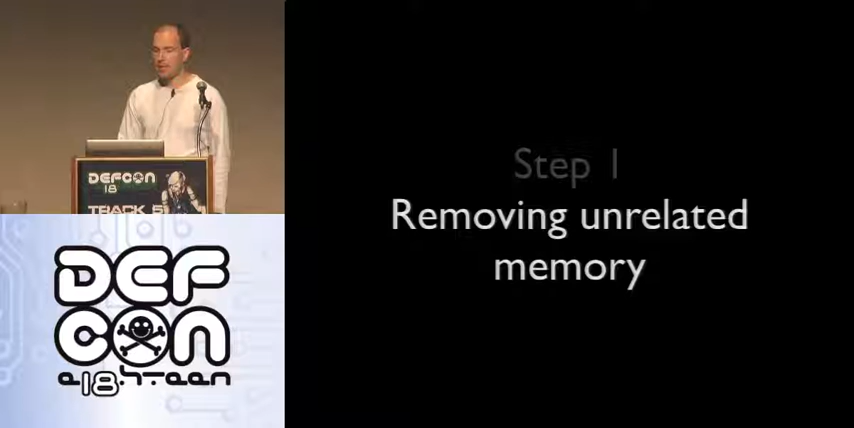 DEFCON
18
TRACK 5
DEF
CON
e18hteen
Step 1
Removing unrelated
memory